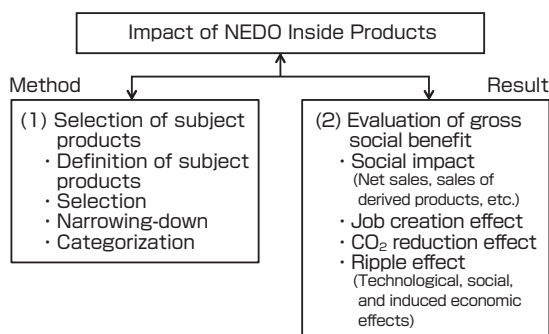 Impact of NEDO Inside Products
Method
Result
(1) Selection of subject
products
・Definition of subject
products
・Selection
・Narrowing-down
・Categorization
(2) Evaluation of gross
social benefit
・Social impact
(Net sales, sales of
derived products, etc.)
・Job creation effect
・CO₂ reduction effect
・Ripple effect
(Technological, social,
and induced economic
effects)